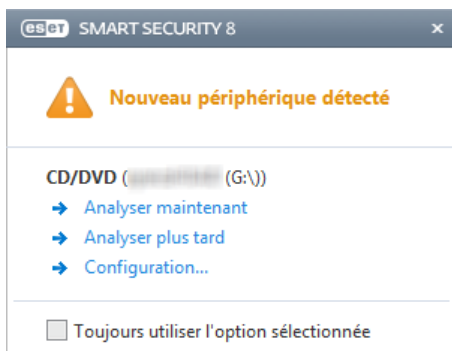 eset SMART SECURITY 8
Nouveau périphérique détecté
CD/DVD ( (G:\))
Analyser maintenant
Analyser plus tard
Configuration...
Toujours utiliser l'option sélectionnée